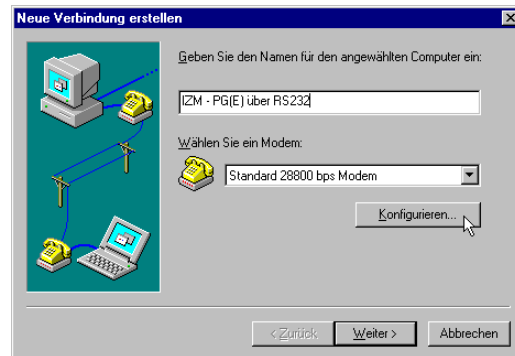 Neue Verbindung erstellen
Geben Sie den Namen für den angewählten Computer ein:
IZM - PG(E) über RS232
Wählen Sie ein Modem:
Standard 28800 bps Modem
Konfigurieren...
< Zurück
Weiter >
Abbrechen